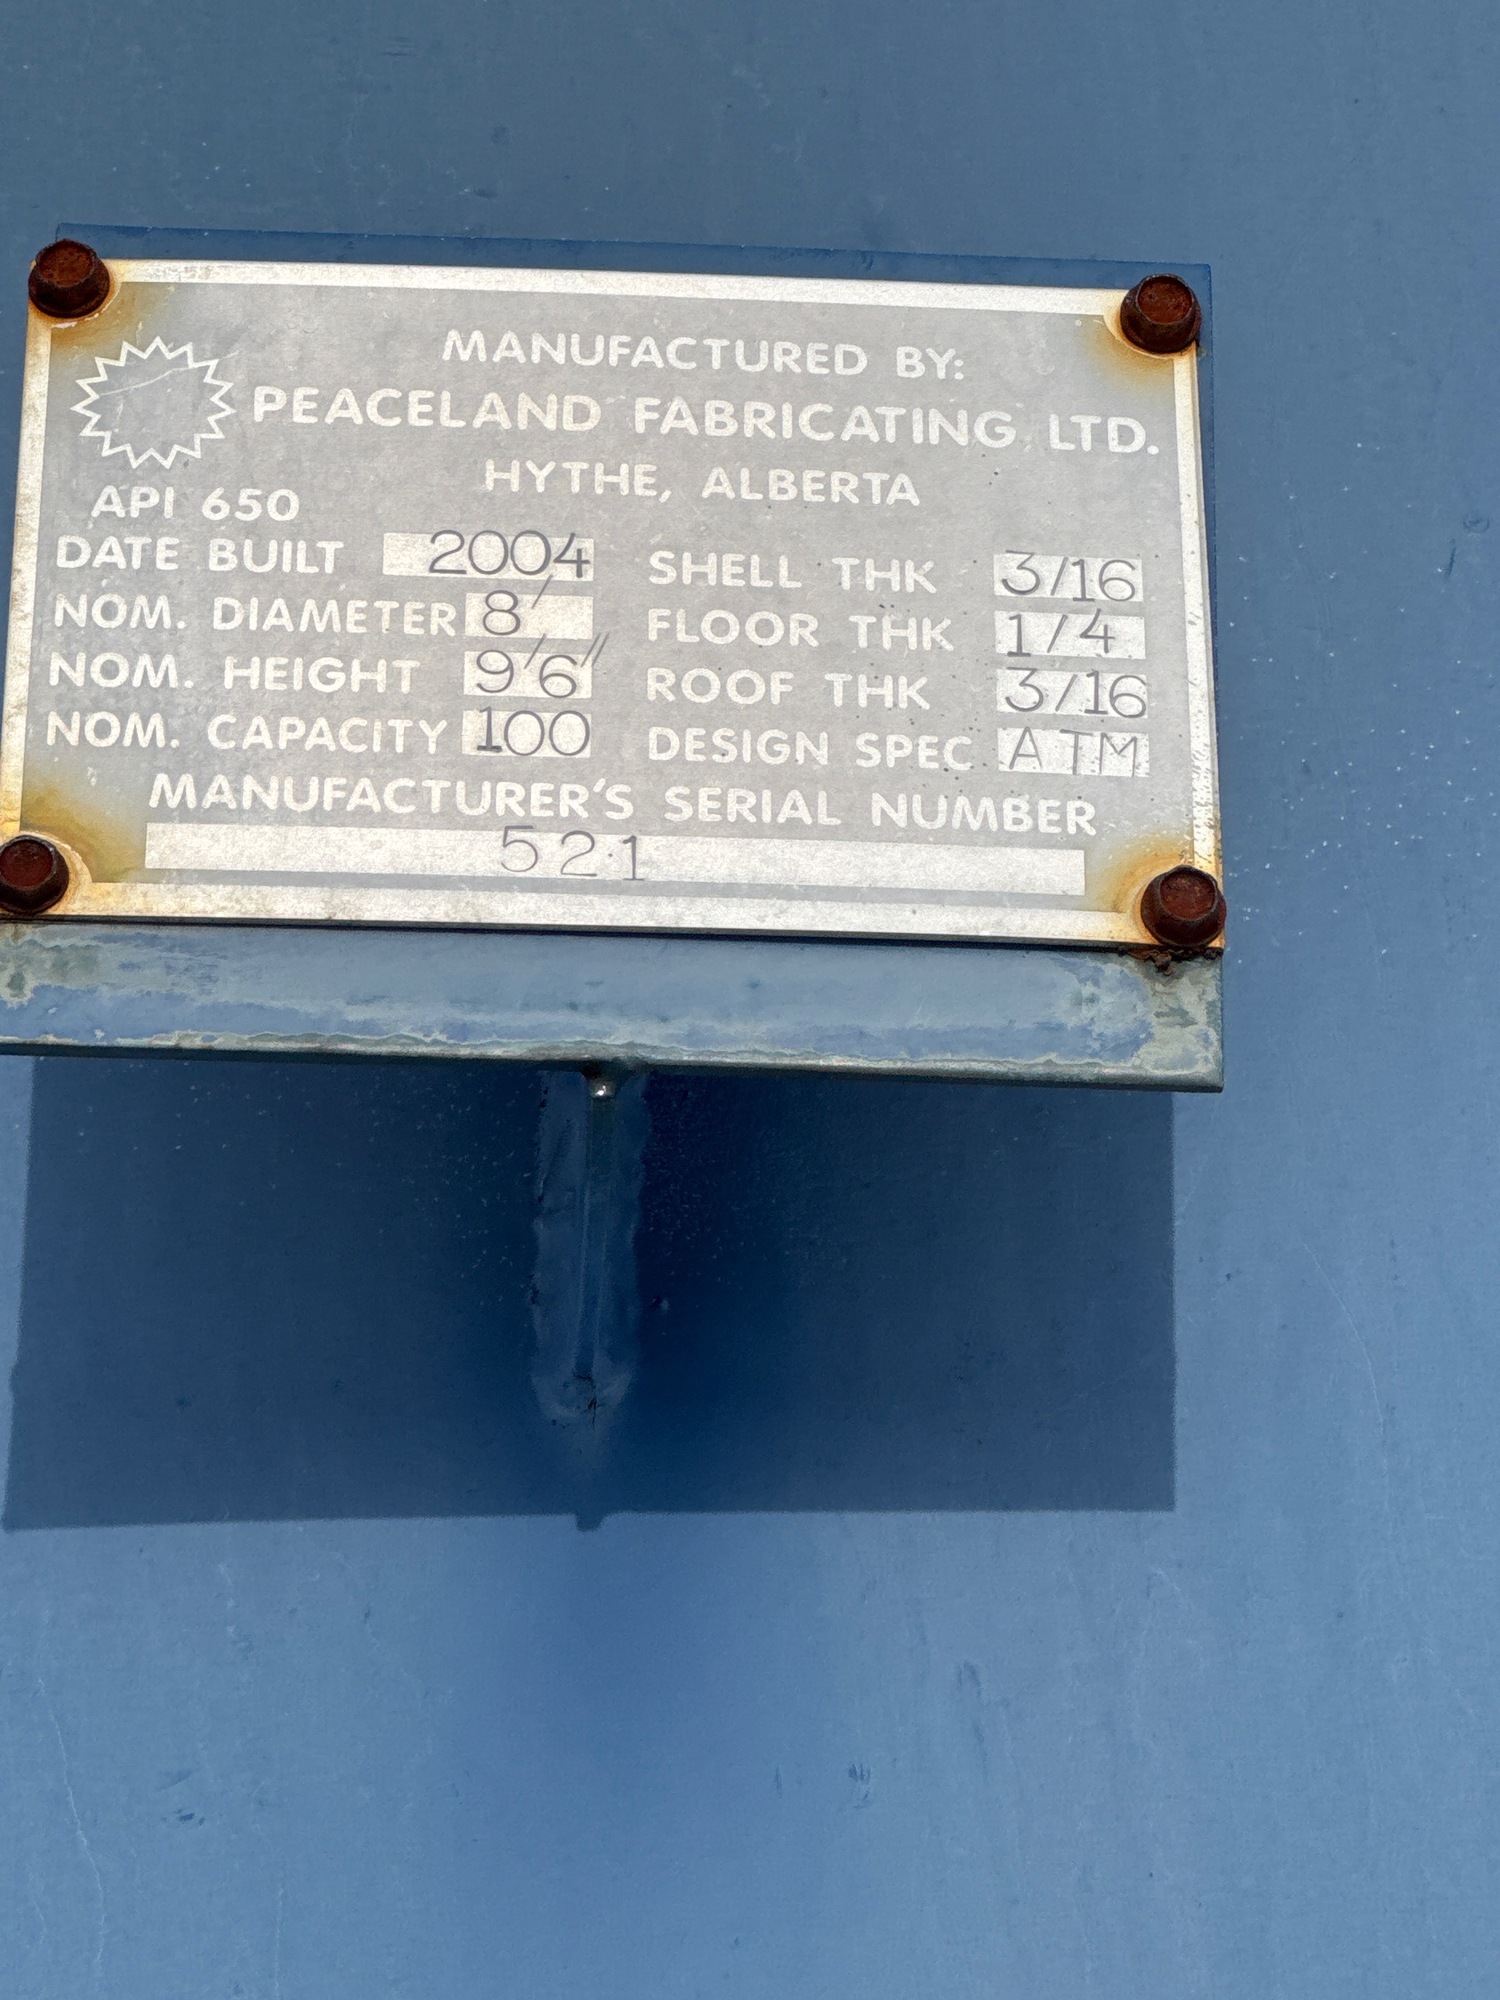 MANUFACTURED BY:
PEACELAND FABRICATING LTD.
HYTHE, ALBERTA
API 650
DATE BUILT 2004 SHELL THK 3/16
NOM. DIAMETER 8' FLOOR THK 1/4
NOM. HEIGHT 9'6" ROOF THK 3/16
NOM. CAPACITY 100 DESIGN SPEC ATM
MANUFACTURER'S SERIAL NUMBER
521